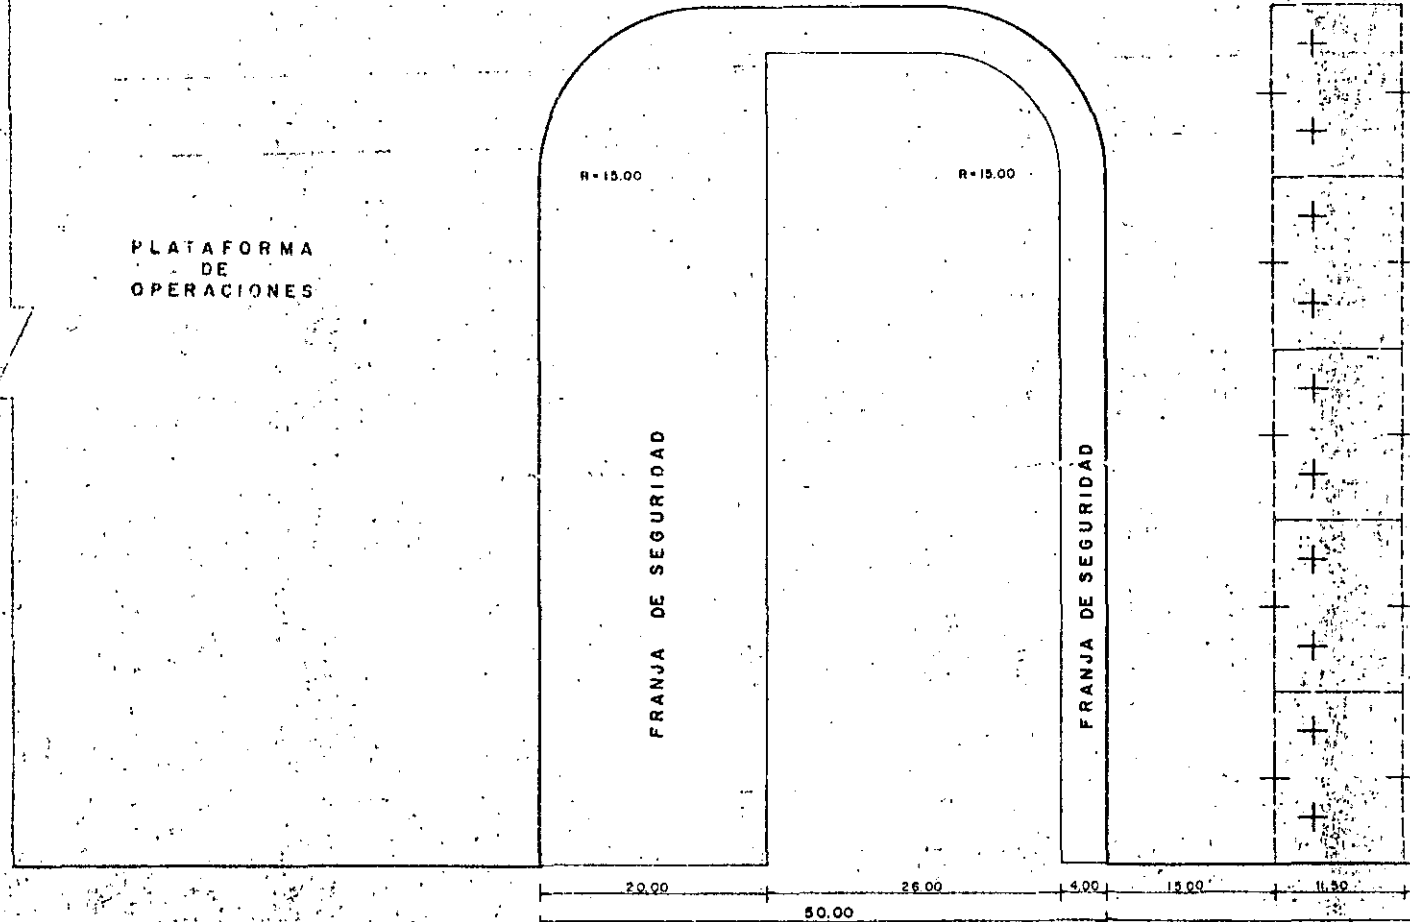 R=15.00
R=15.00
PLATAFORMA
DE
OPERACIONES
FRANJA DE SEGURIDAD
FRANJA DE SEGURIDAD
20.00
26.00
4.00
15.00
11.50
50.00